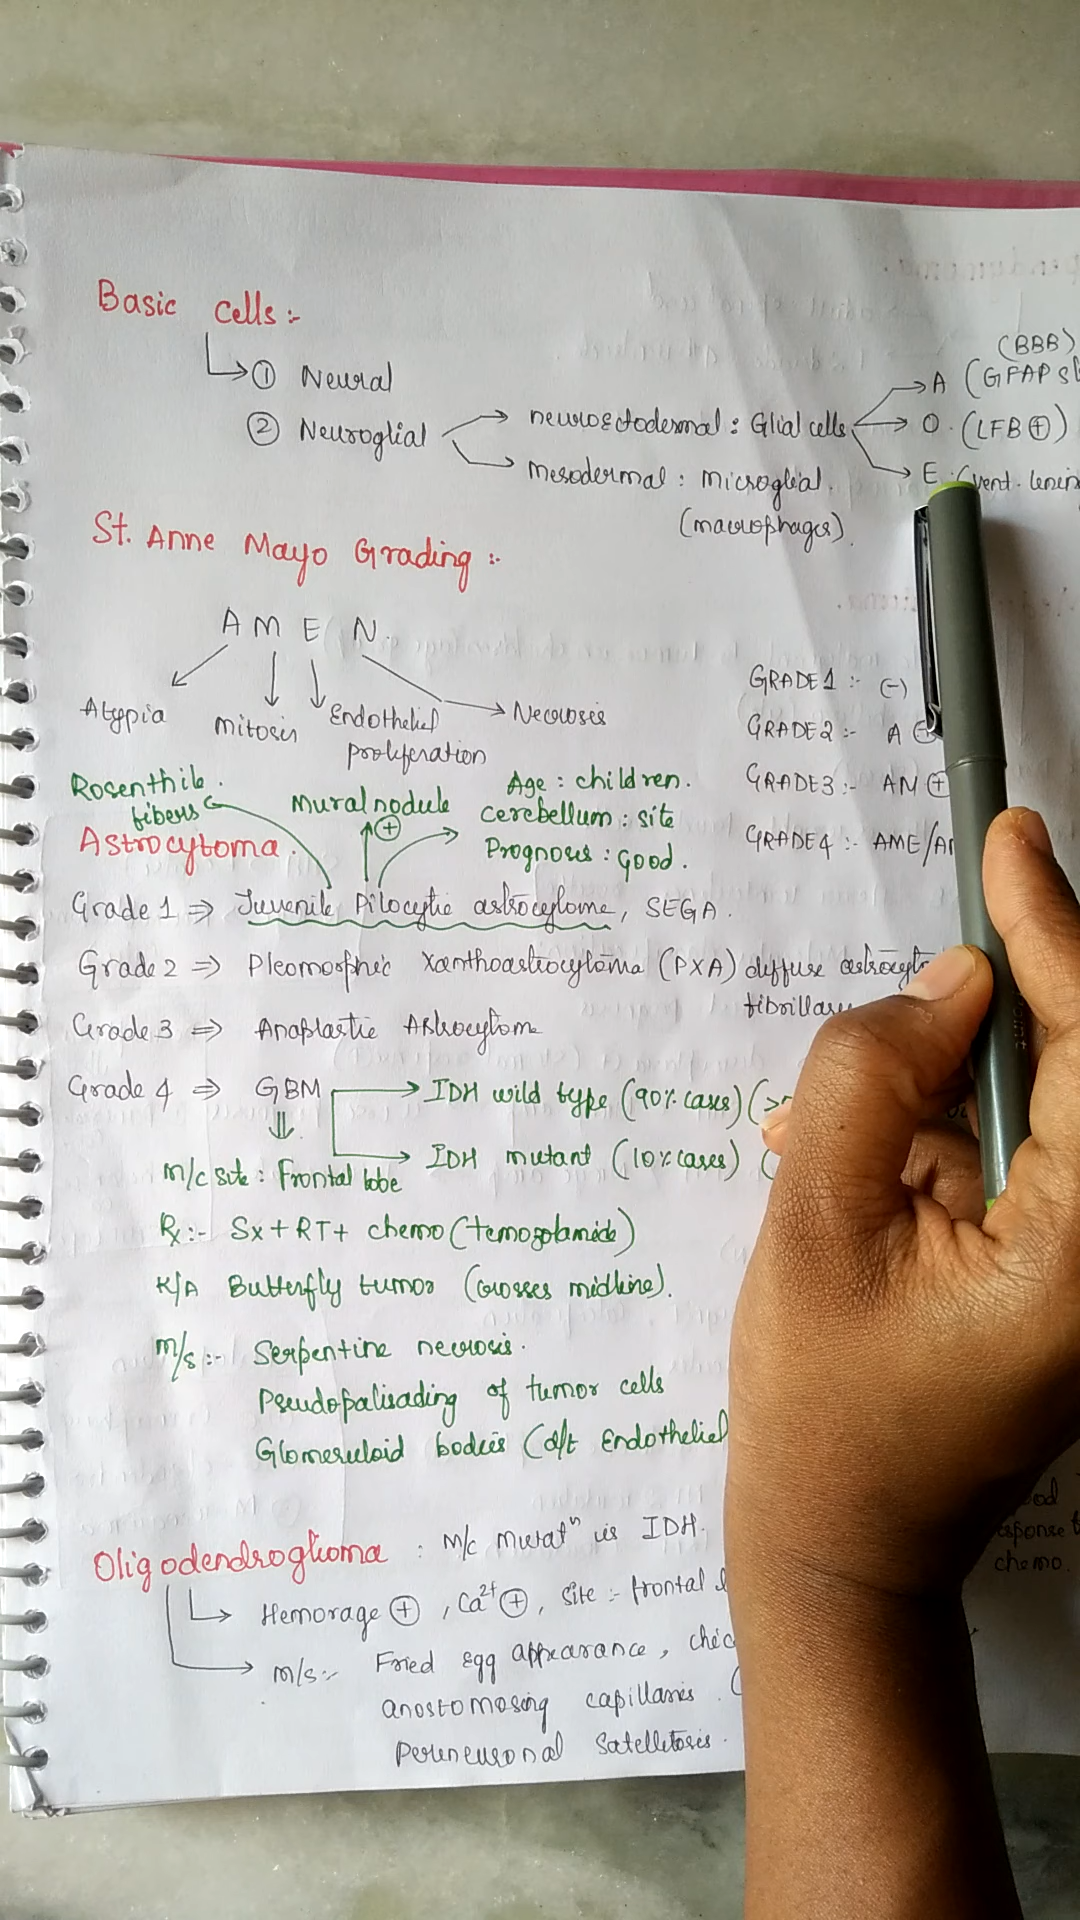 Basic Cells :-
① Neural
② Neuroglial
neuroectodermal : Glial cells
mesodermal : microglial.
(macrophages).
(BBB)
A (GFAP
O. (LFB ⊕)
E (vent.
St. Anne Mayo Grading :-
A M E N
Atypia
mitosis
Endothelial
proliferation
Necrosis
GRADE 1 :- (-)
GRADE 2 :- A
GRADE 3 :- AN
GRADE 4 :- AME/
Rosenthile.
fibers
Mural nodule
⊕
Age : children.
cerebellum : site
Prognosis : Good.
Astrocytoma.
Grade 1 ⇒ Juvenile Pilocytic astrocytoma, SEGA.
Grade 2 ⇒ Pleomorphic Xanthoastrocytoma (PXA) diffuse
fibrillary
Grade 3 ⇒ Anaplastic Astrocytoma
Grade 4 ⇒ GBM → IDH wild type (90% cases)
⇓ → IDH mutant (10% cases)
m/c site : Frontal lobe
Rx :- Sx + RT + chemo (temozolamide)
K/A Butterfly tumor (crosses midline).
m/s :- Serpentine necrosis.
Pseudopalisading of tumor cells
Glomeruloid bodies (d/t Endothelial
Oligodendroglioma : m/c mutatⁿ is IDH.
Hemorage ⊕, Ca²⁺ ⊕, site :- frontal
m/s :- Fried egg appearance,
anostomosing capillaries.
Perineuronal Satelletosis.
chemo.